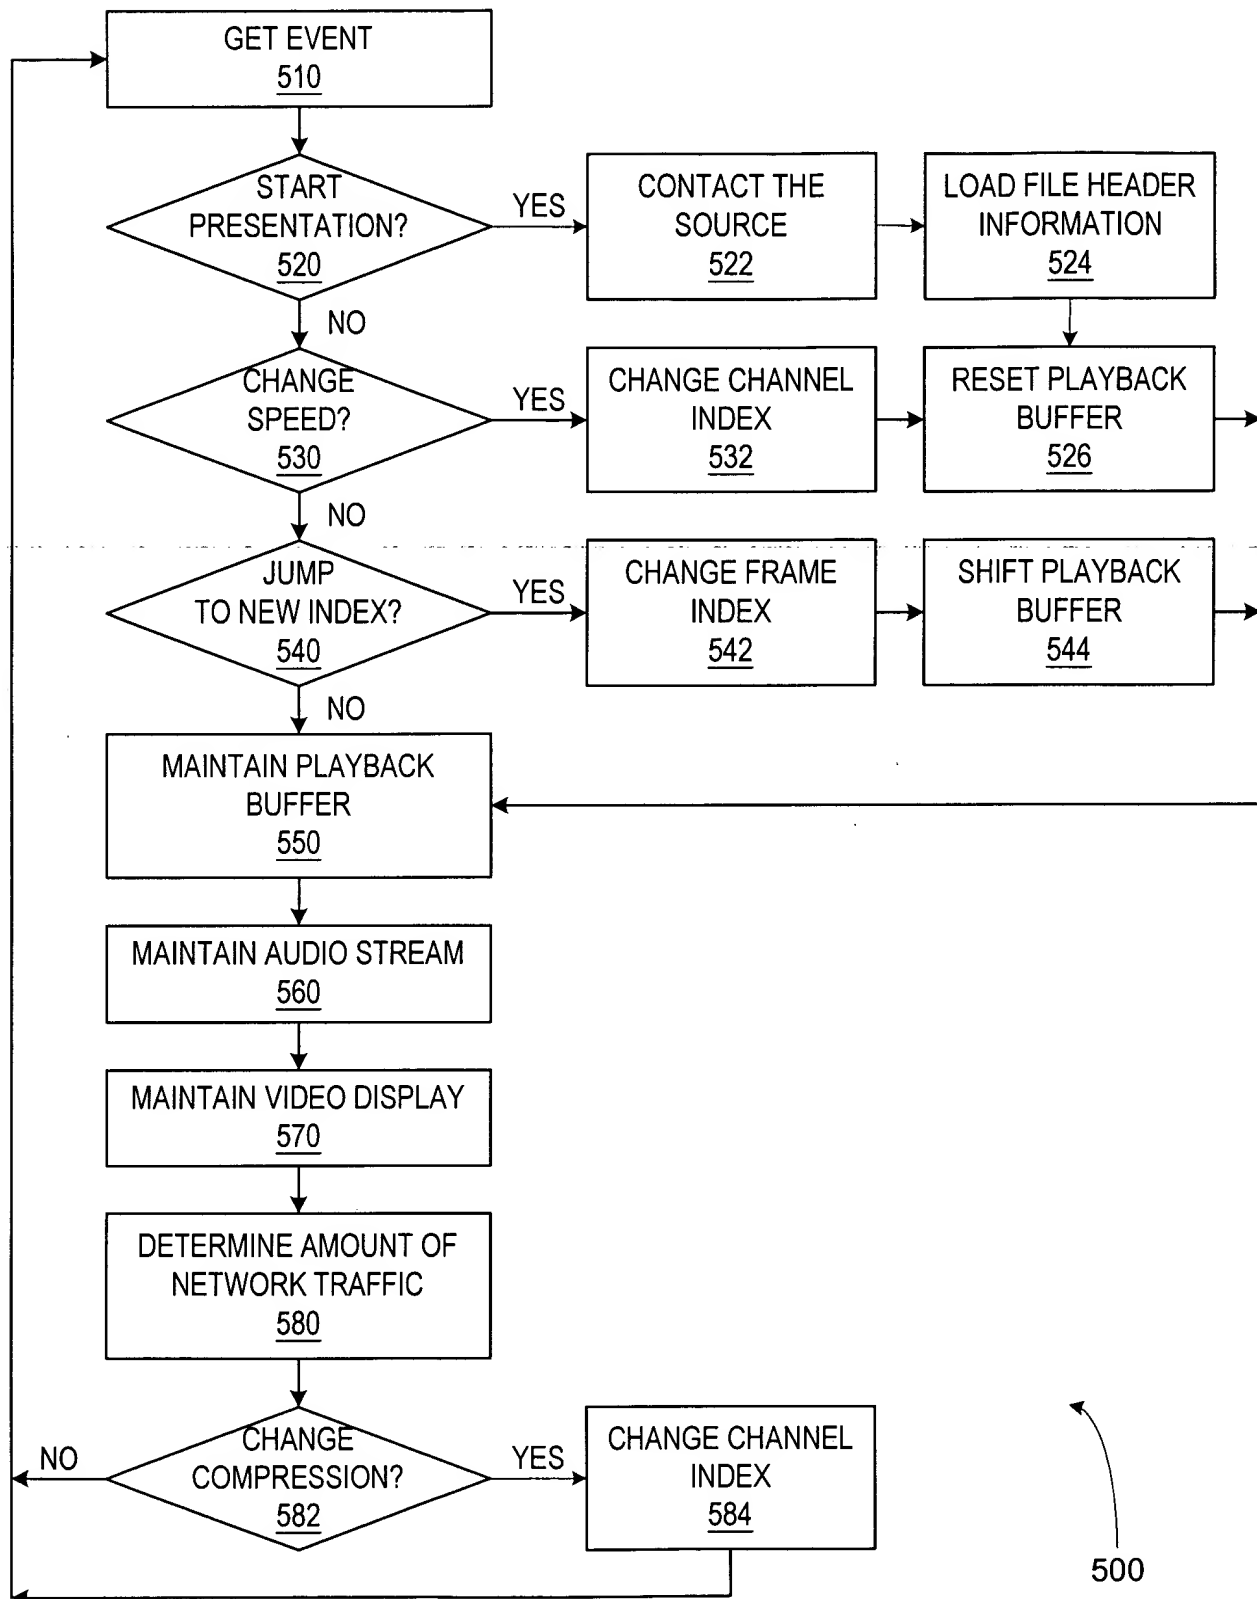 GET EVENT
510
START
PRESENTATION?
520
YES
CONTACT THE
SOURCE
522
LOAD FILE HEADER
INFORMATION
524
NO
CHANGE
SPEED?
530
YES
CHANGE CHANNEL
INDEX
532
RESET PLAYBACK
BUFFER
526
NO
JUMP
TO NEW INDEX?
540
YES
CHANGE FRAME
INDEX
542
SHIFT PLAYBACK
BUFFER
544
NO
MAINTAIN PLAYBACK
BUFFER
550
MAINTAIN AUDIO STREAM
560
MAINTAIN VIDEO DISPLAY
570
DETERMINE AMOUNT OF
NETWORK TRAFFIC
580
NO
CHANGE
COMPRESSION?
582
YES
CHANGE CHANNEL
INDEX
584
500